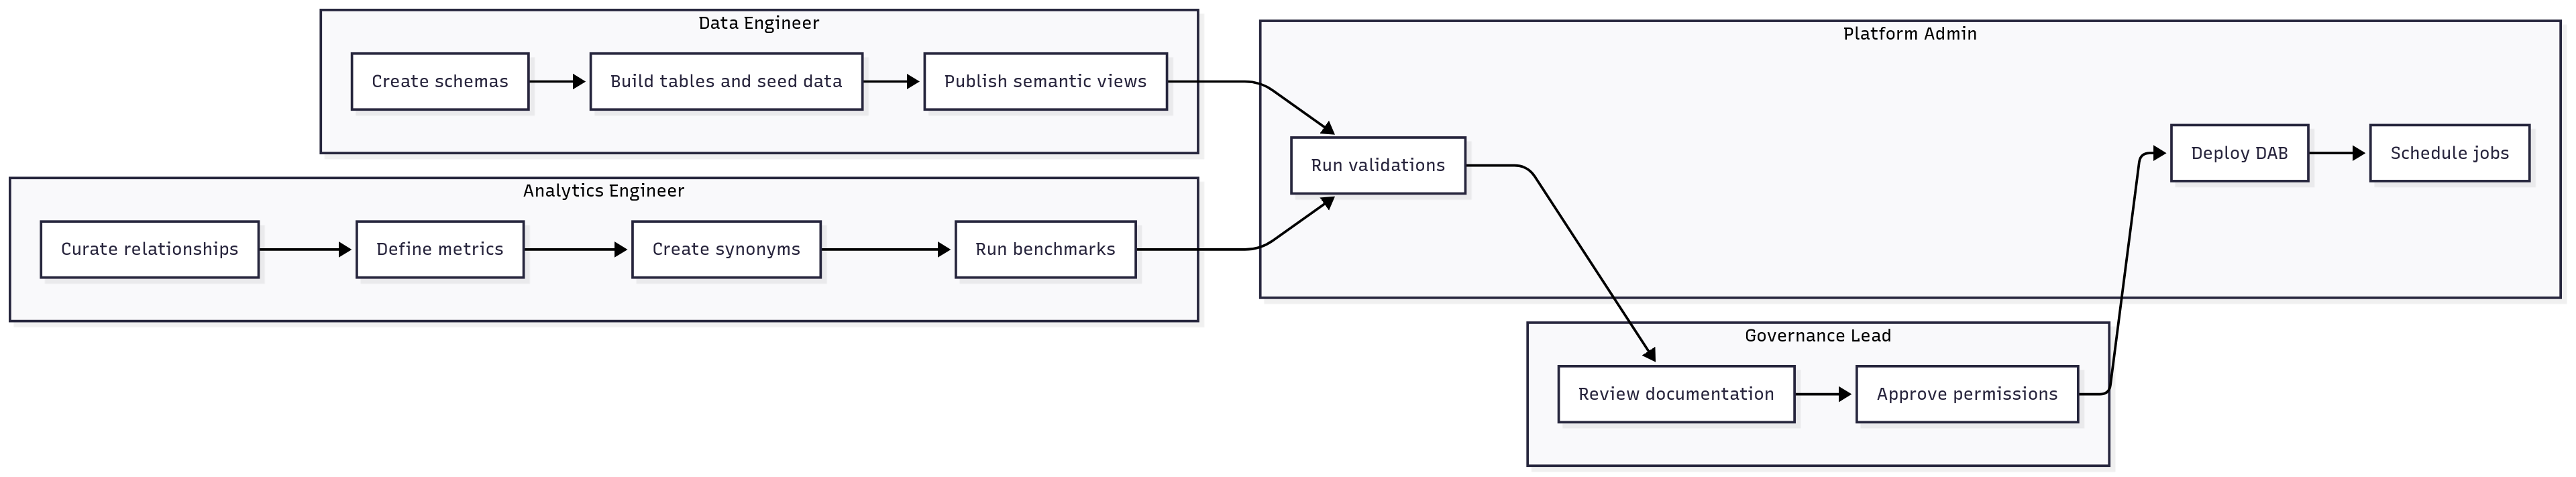 Data Engineer
Create schemas
Build tables and seed data
Publish semantic views
Analytics Engineer
Curate relationships
Define metrics
Create synonyms
Run benchmarks
Platform Admin
Run validations
Deploy DAB
Schedule jobs
Governance Lead
Review documentation
Approve permissions